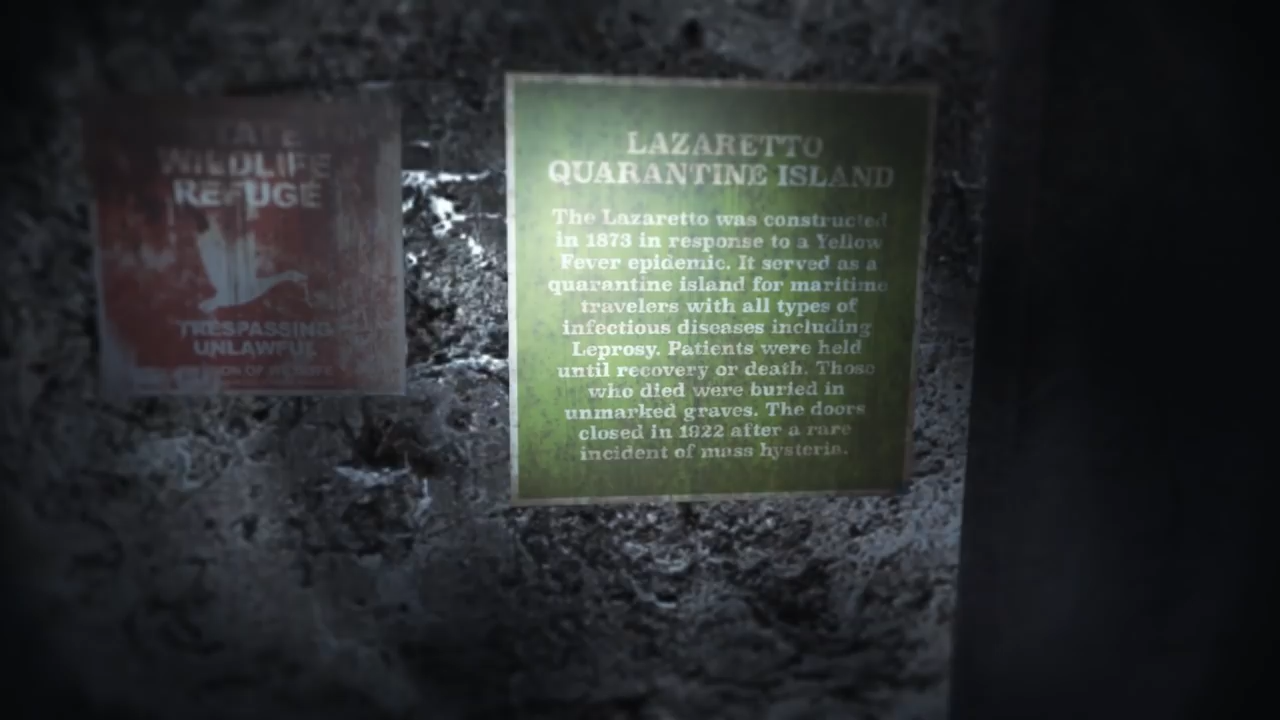 STATE
WILDLIFE
REFUGE
TRESPASSING
UNLAWFUL
LAZARETTO
QUARANTINE ISLAND
The Lazaretto was constructed
in 1873 in response to a Yellow
Fever epidemic. It served as a
quarantine island for maritime
travelers with all types of
infectious diseases including
Leprosy. Patients were held
until recovery or death. Those
who died were buried in
unmarked graves. The doors
closed in 1922 after a rare
incident of mass hysteria.